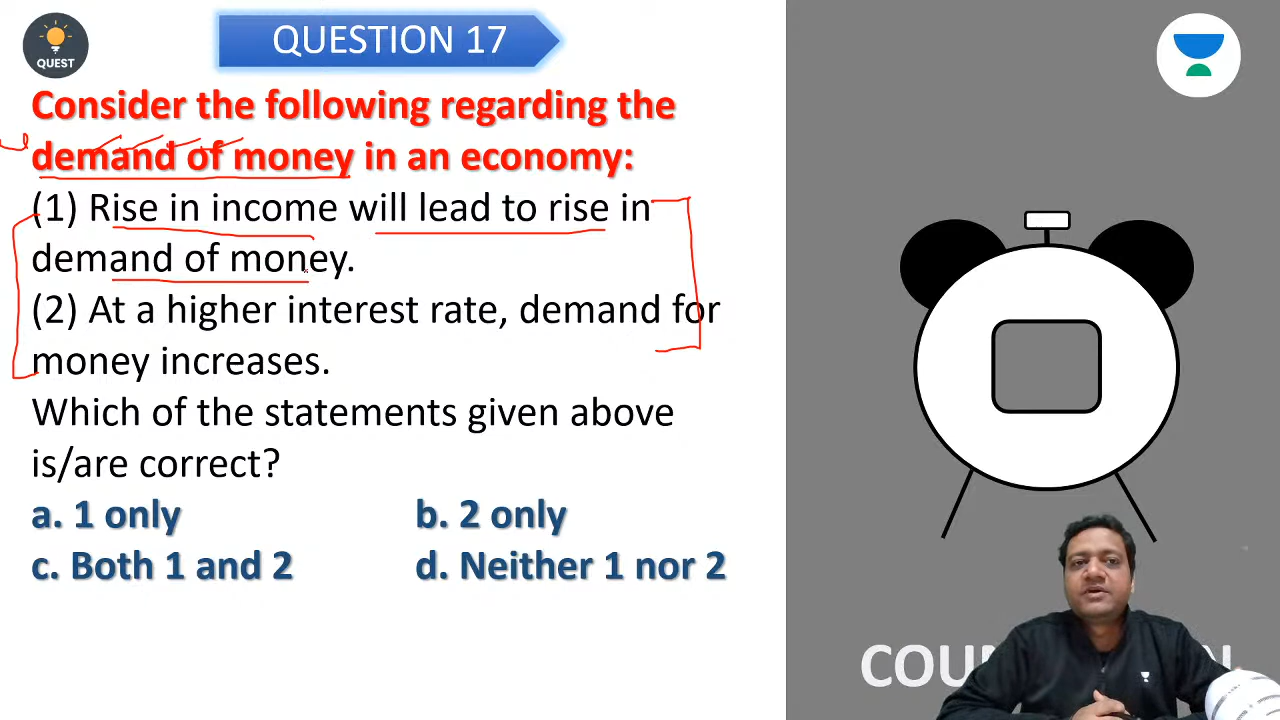 QUEST
QUESTION 17
Consider the following regarding the
demand of money in an economy:
(1) Rise in income will lead to rise in
demand of money.
(2) At a higher interest rate, demand for
money increases.
Which of the statements given above
is/are correct?
a. 1 only
b. 2 only
c. Both 1 and 2
d. Neither 1 nor 2